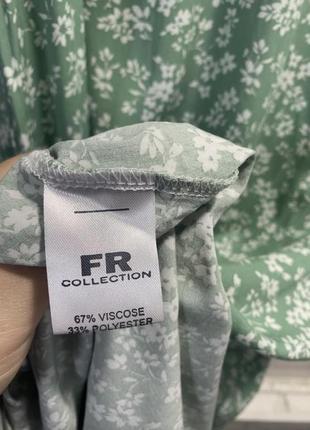 FR
COLLECTION
67% VISCOSE
33% POLYESTER